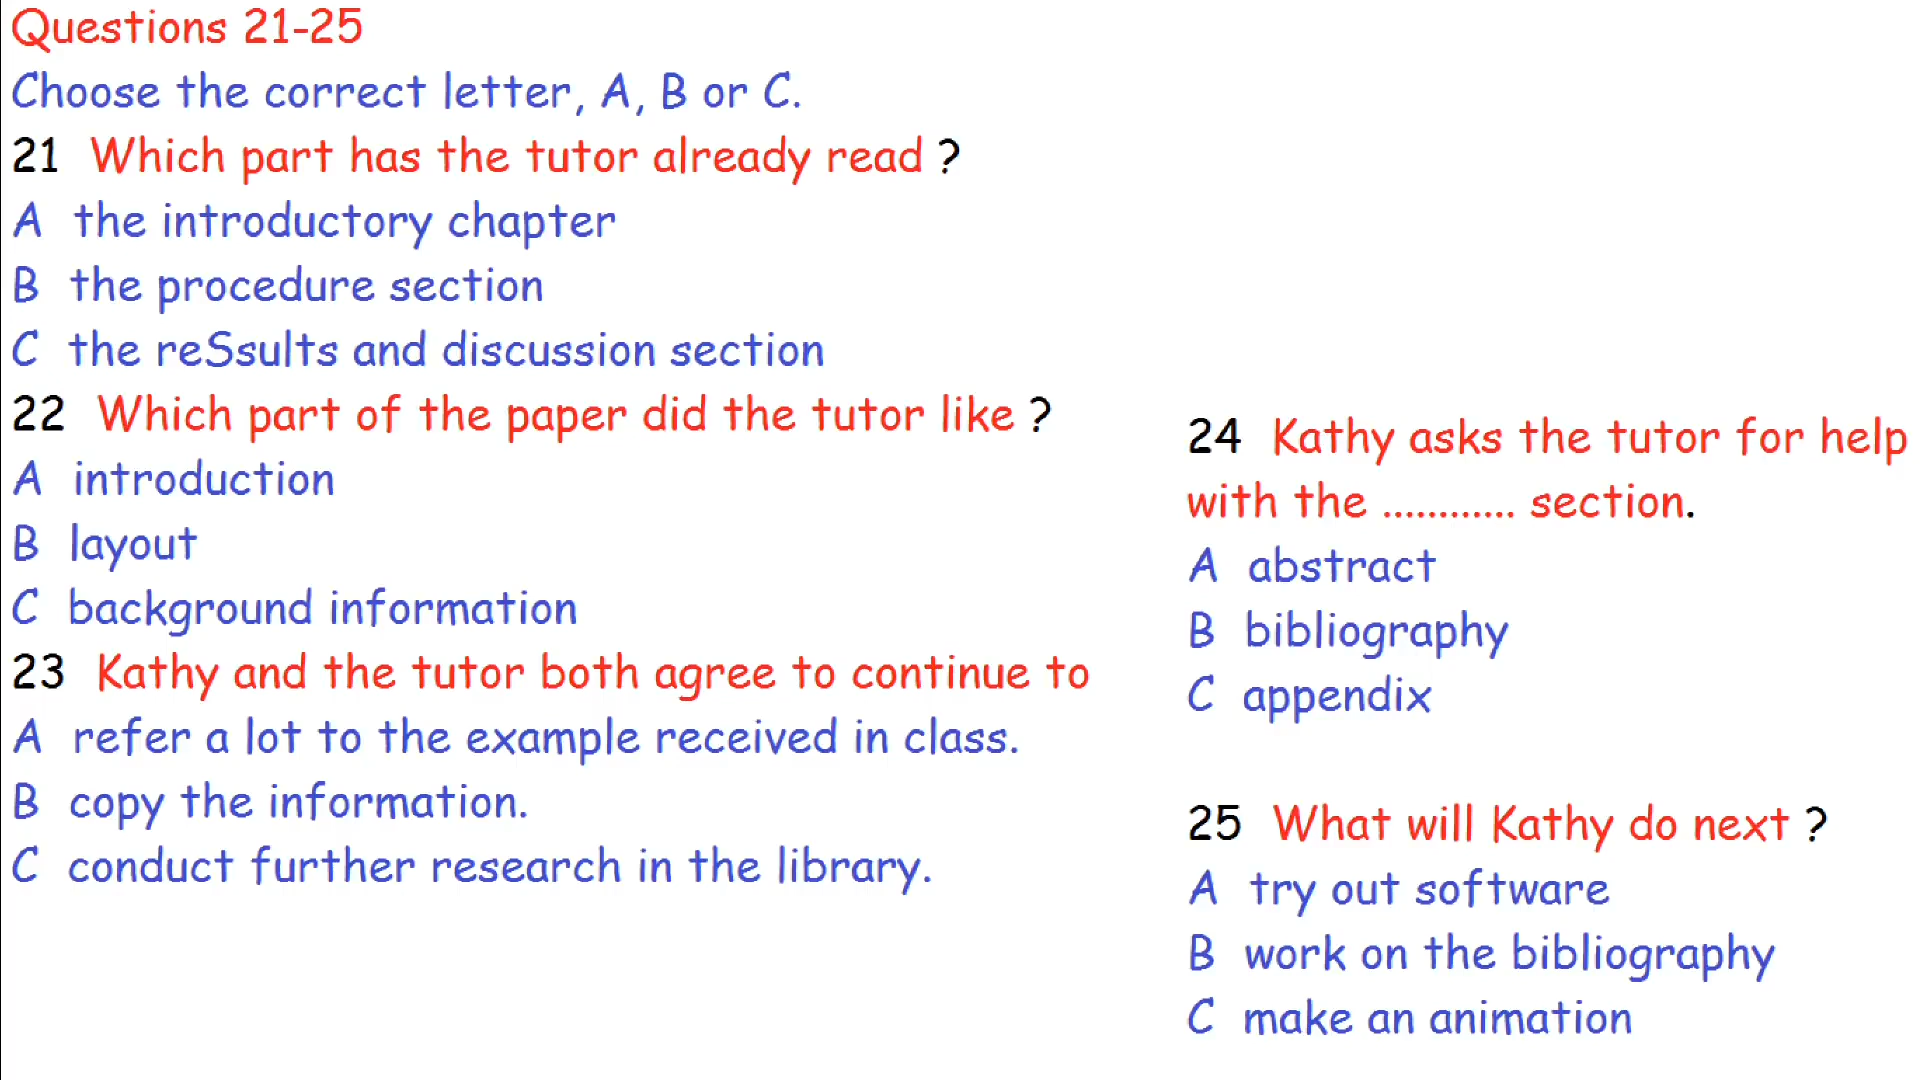 Questions 21-25
Choose the correct letter, A, B or C.
21 Which part has the tutor already read ?
A the introductory chapter
B the procedure section
C the reSsults and discussion section
22 Which part of the paper did the tutor like ?
A introduction
B layout
C background information
23 Kathy and the tutor both agree to continue to
A refer a lot to the example received in class.
B copy the information.
C conduct further research in the library.
24 Kathy asks the tutor for help
with the ............ section.
A abstract
B bibliography
C appendix
25 What will Kathy do next ?
A try out software
B work on the bibliography
C make an animation